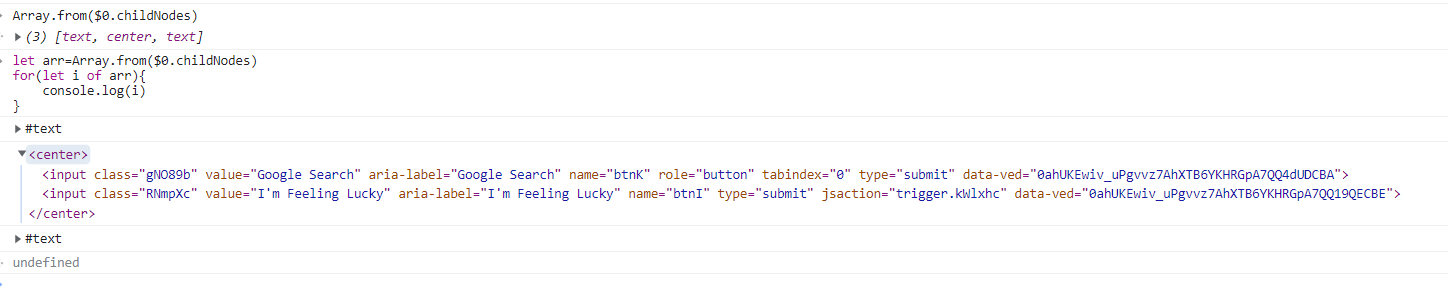 Array.from($0.childNodes)
(3) [text, center, text]
let arr=Array.from($0.childNodes)
for(let i of arr){
    console.log(i)
}
#text
<center>
<input class="gNO89b" value="Google Search" aria-label="Google Search" name="btnK" role="button" tabindex="0" type="submit" data-ved="0ahUKEwiv_uPgvvz7AhXTB6YKHRGpA7QQ4dUDCBA">
<input class="RNmpXc" value="I'm Feeling Lucky" aria-label="I'm Feeling Lucky" name="btnI" type="submit" jsaction="trigger.kWlxhc" data-ved="0ahUKEwiv_uPgvvz7AhXTB6YKHRGpA7QQ19QECBE">
</center>
#text
undefined